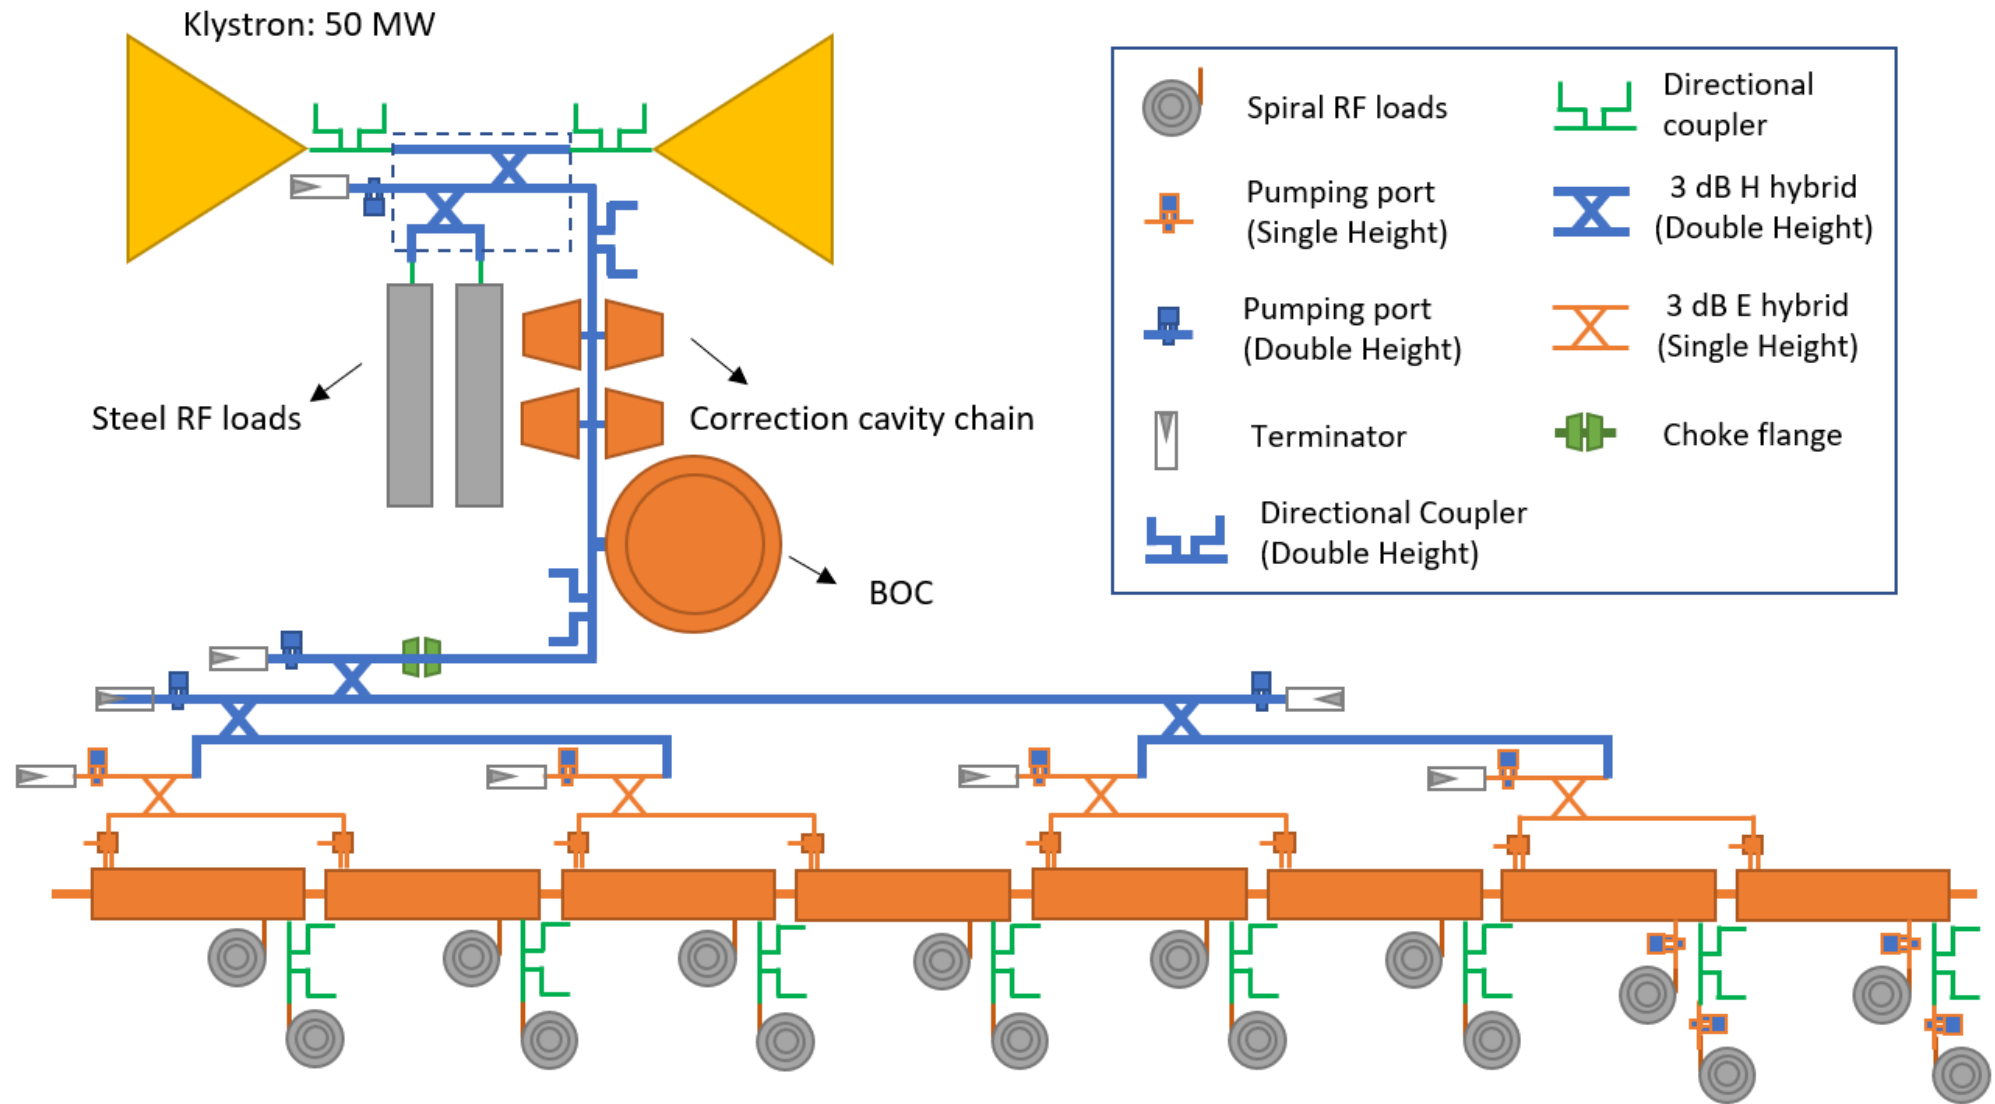 Klystron: 50 MW
Steel RF loads
Correction cavity chain
BOC
Spiral RF loads
Directional
coupler
Pumping port
(Single Height)
3 dB H hybrid
(Double Height)
Pumping port
(Double Height)
3 dB E hybrid
(Single Height)
Terminator
Choke flange
Directional Coupler
(Double Height)